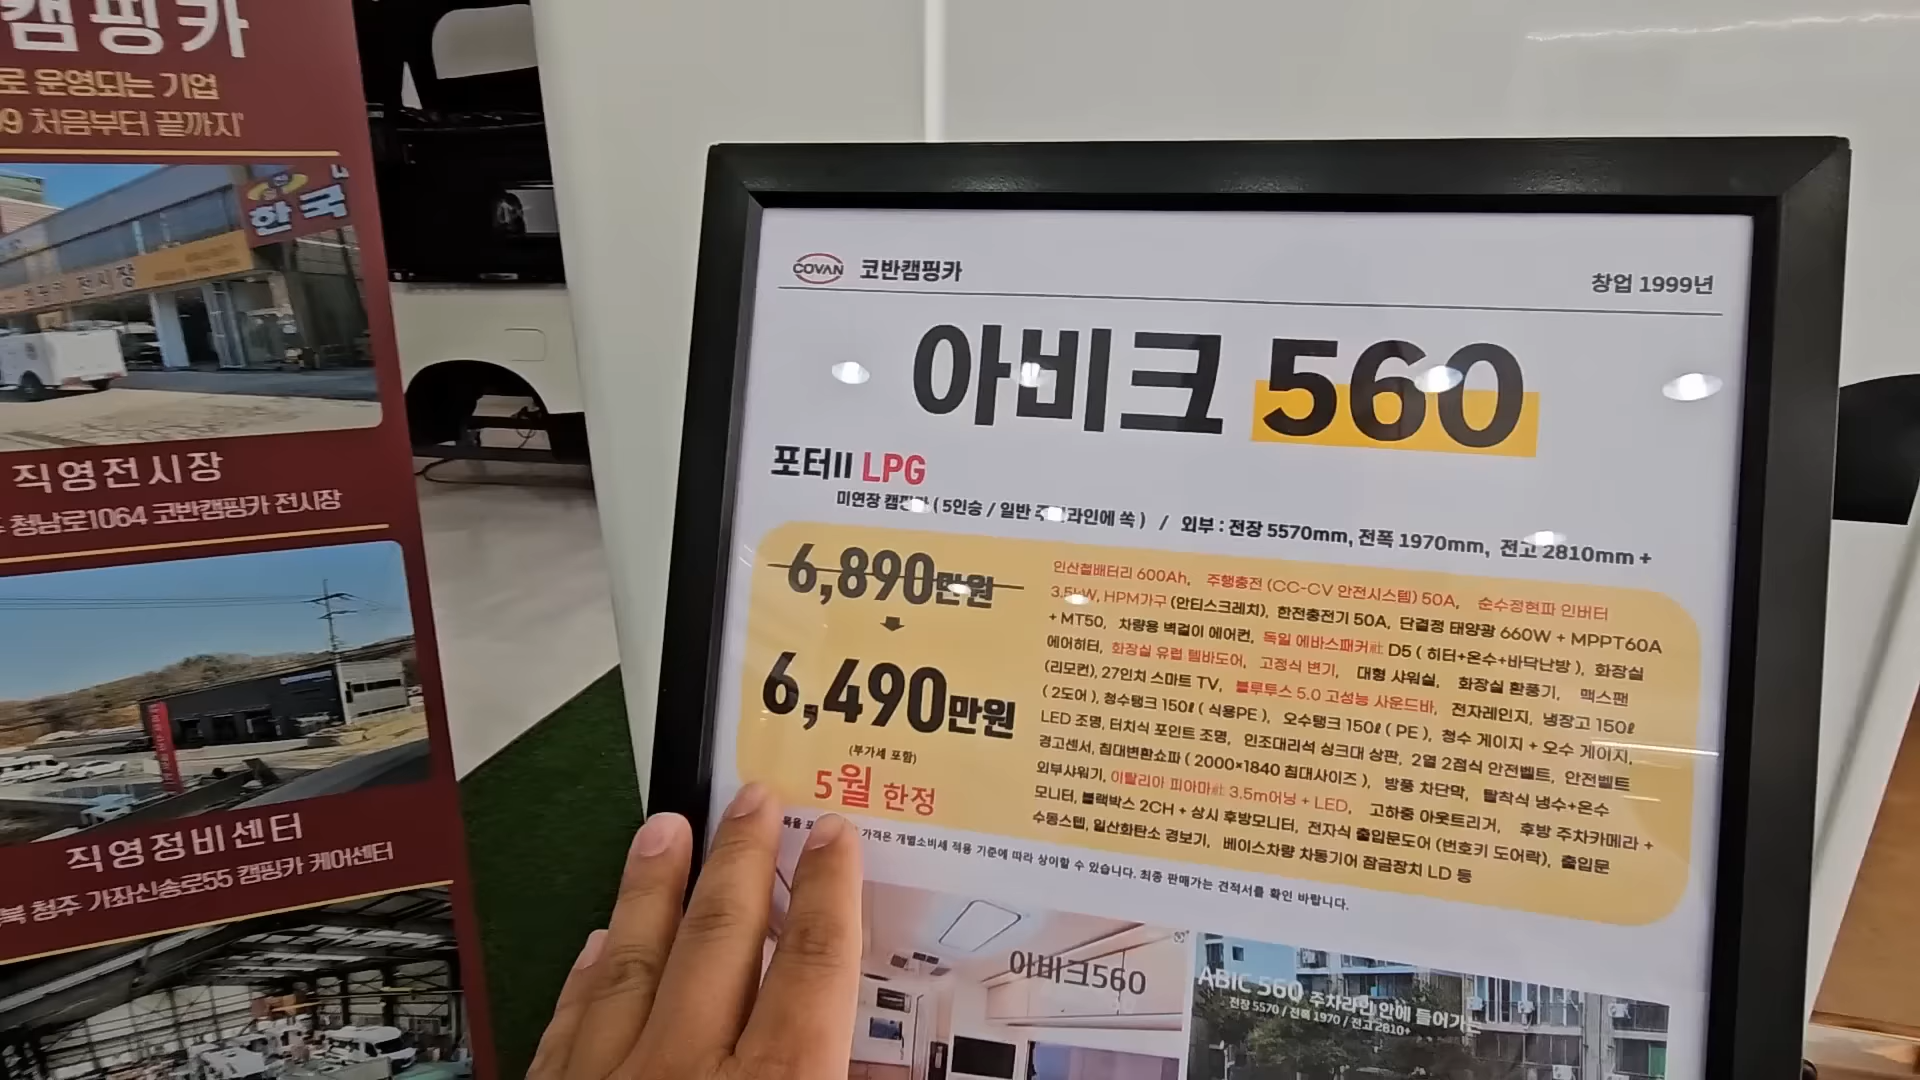 캠핑카
로 운영되는 기업
99 처음부터 끝까지'
한국
전시장
직영전시장
청남로1064 코반캠핑카 전시장
직영정비센터
북 청주 가좌신송로55 캠핑카 케어센터
COVAN 코반캠핑카
창업 1999년
아비크 560
포터II LPG
미연장 캠핑카 ( 5인승 / 일반 주차라인에 쏙 ) / 외부 : 전장 5570mm, 전폭 1970mm, 전고 2810mm +
6,890만원
6,490만원
(부가세 포함)
5월 한정
인산철배터리 600Ah, 주행충전 (CC-CV 안전시스템) 50A, 순수정현파 인버터
3.5kW, HPM가구 (안티스크레치), 한전충전기 50A, 단결정 태양광 660W + MPPT60A
+ MT50, 차량용 벽걸이 에어컨, 독일 에바스패커社 D5 ( 히터+온수+바닥난방 ), 화장실
에어히터, 화장실 유럽 템바도어, 고정식 변기, 대형 샤워실, 화장실 환풍기, 맥스팬
(리모컨), 27인치 스마트 TV, 블루투스 5.0 고성능 사운드바, 전자레인지, 냉장고 150ℓ
( 2도어 ), 청수탱크 150ℓ ( 식용PE ), 오수탱크 150ℓ ( PE ), 청수 게이지 + 오수 게이지,
LED 조명, 터치식 포인트 조명, 인조대리석 싱크대 상판, 2열 2점식 안전벨트, 안전벨트
경고센서, 침대변환쇼파 ( 2000×1840 침대사이즈 ), 방풍 차단막, 탈착식 냉수+온수
외부샤워기, 이탈리아 피아마社 3.5m어닝 + LED, 고하중 아웃트리거, 후방 주차카메라 +
모니터, 블랙박스 2CH + 상시 후방모니터, 전자식 출입문도어 (번호키 도어락), 출입문
수동스텝, 일산화탄소 경보기, 베이스차량 차동기어 잠금장치 LD 등
가격은 개별소비세 적용 기준에 따라 상이할 수 있습니다. 최종 판매가는 견적서를 확인 바랍니다.
아비크560
ABIC 560 주차라인 안에 들어가는
전장 5570 / 전폭 1970 / 전고 2810+